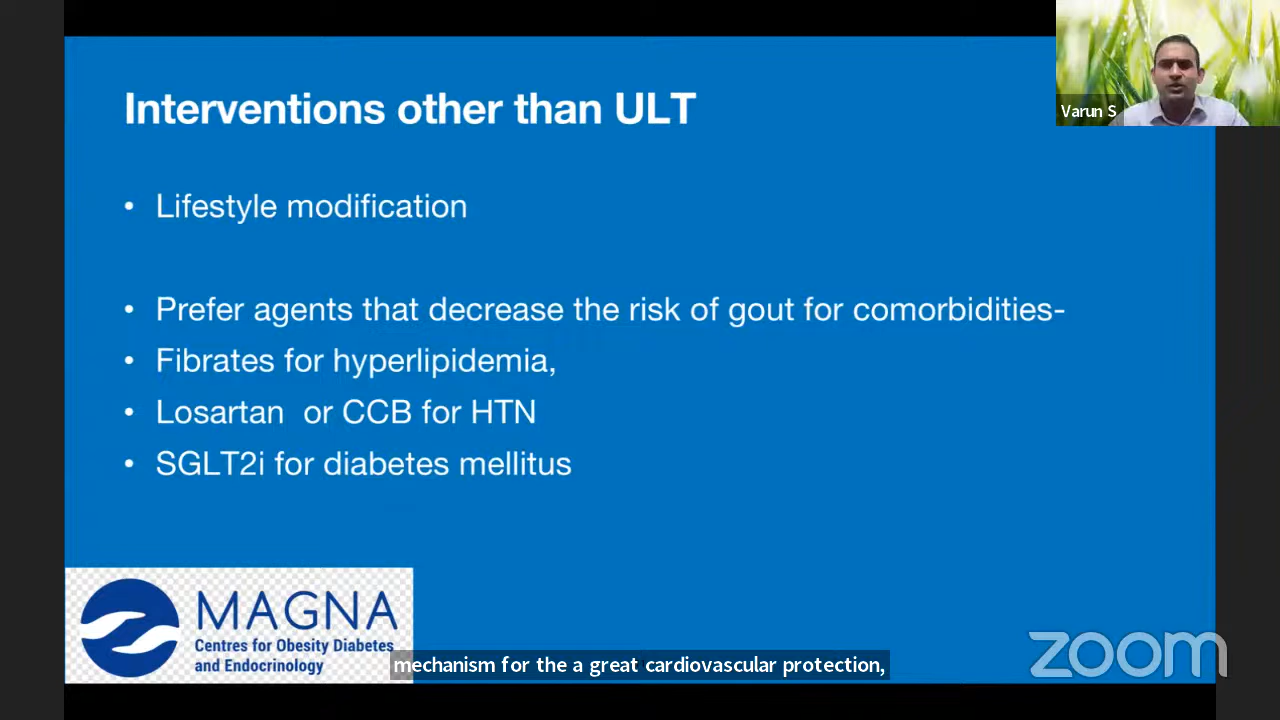 Interventions other than ULT
Varun S
• Lifestyle modification
• Prefer agents that decrease the risk of gout for comorbidities-
• Fibrates for hyperlipidemia,
• Losartan  or CCB for HTN
• SGLT2i for diabetes mellitus
MAGNA
Centres for Obesity Diabetes
and Endocrinology
mechanism for the a great cardiovascular protection,
zoom